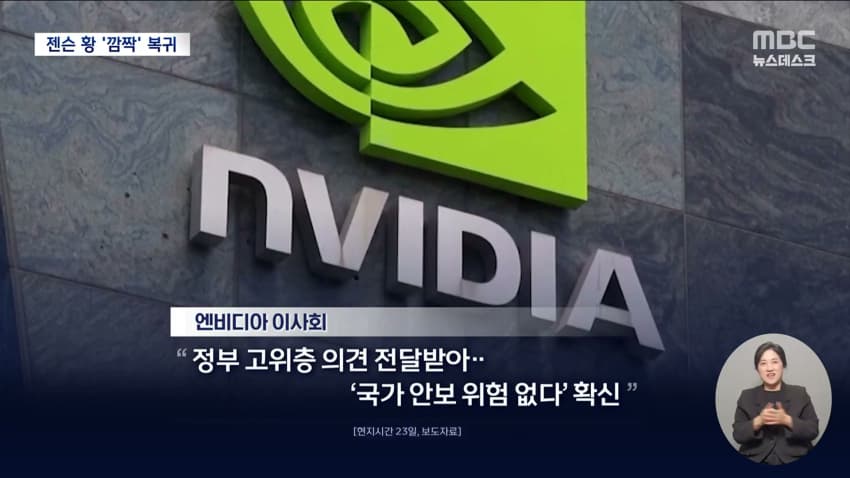 젠슨 황 '깜짝' 복귀
MBC
뉴스데스크
NVIDIA
엔비디아 이사회
“ 정부 고위층 의견 전달받아··
‘국가 안보 위험 없다’ 확신 ”
[현지시간 23일, 보도자료]